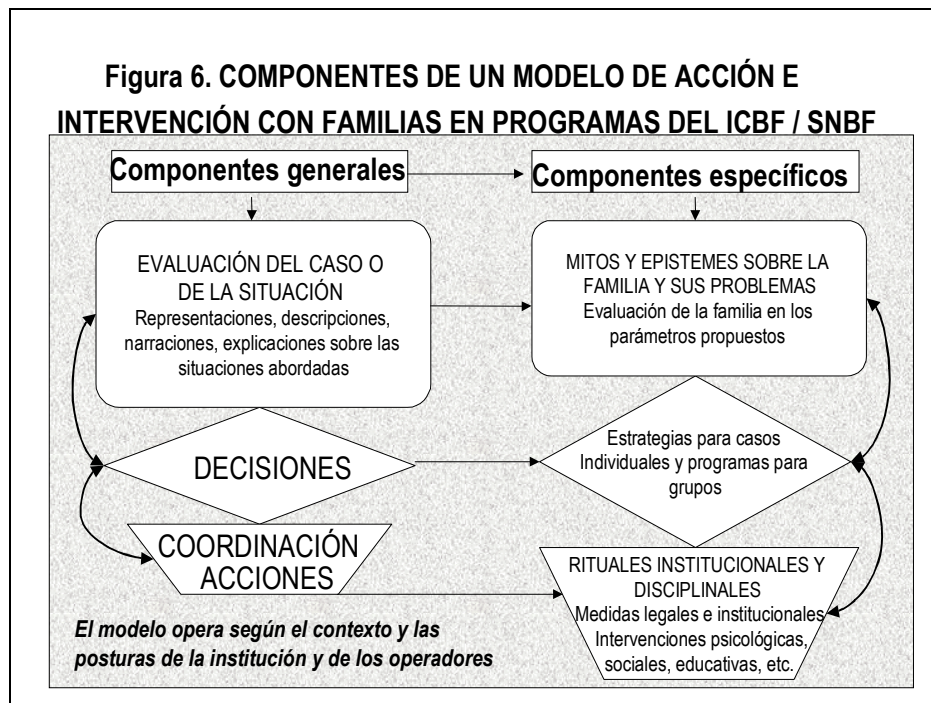 Figura 6. COMPONENTES DE UN MODELO DE ACCIÓN E
INTERVENCIÓN CON FAMILIAS EN PROGRAMAS DEL ICBF / SNBF
Componentes generales
Componentes específicos
EVALUACIÓN DEL CASO O
DE LA SITUACIÓN
Representaciones, descripciones,
narraciones, explicaciones sobre las
situaciones abordadas
MITOS Y EPISTEMES SOBRE LA
FAMILIA Y SUS PROBLEMAS
Evaluación de la familia en los
parámetros propuestos
DECISIONES
Estrategias para casos
Individuales y programas para
grupos
COORDINACIÓN
ACCIONES
RITUALES INSTITUCIONALES Y
DISCIPLINALES
Medidas legales e institucionales
Intervenciones psicológicas,
sociales, educativas, etc.
El modelo opera según el contexto y las
posturas de la institución y de los operadores